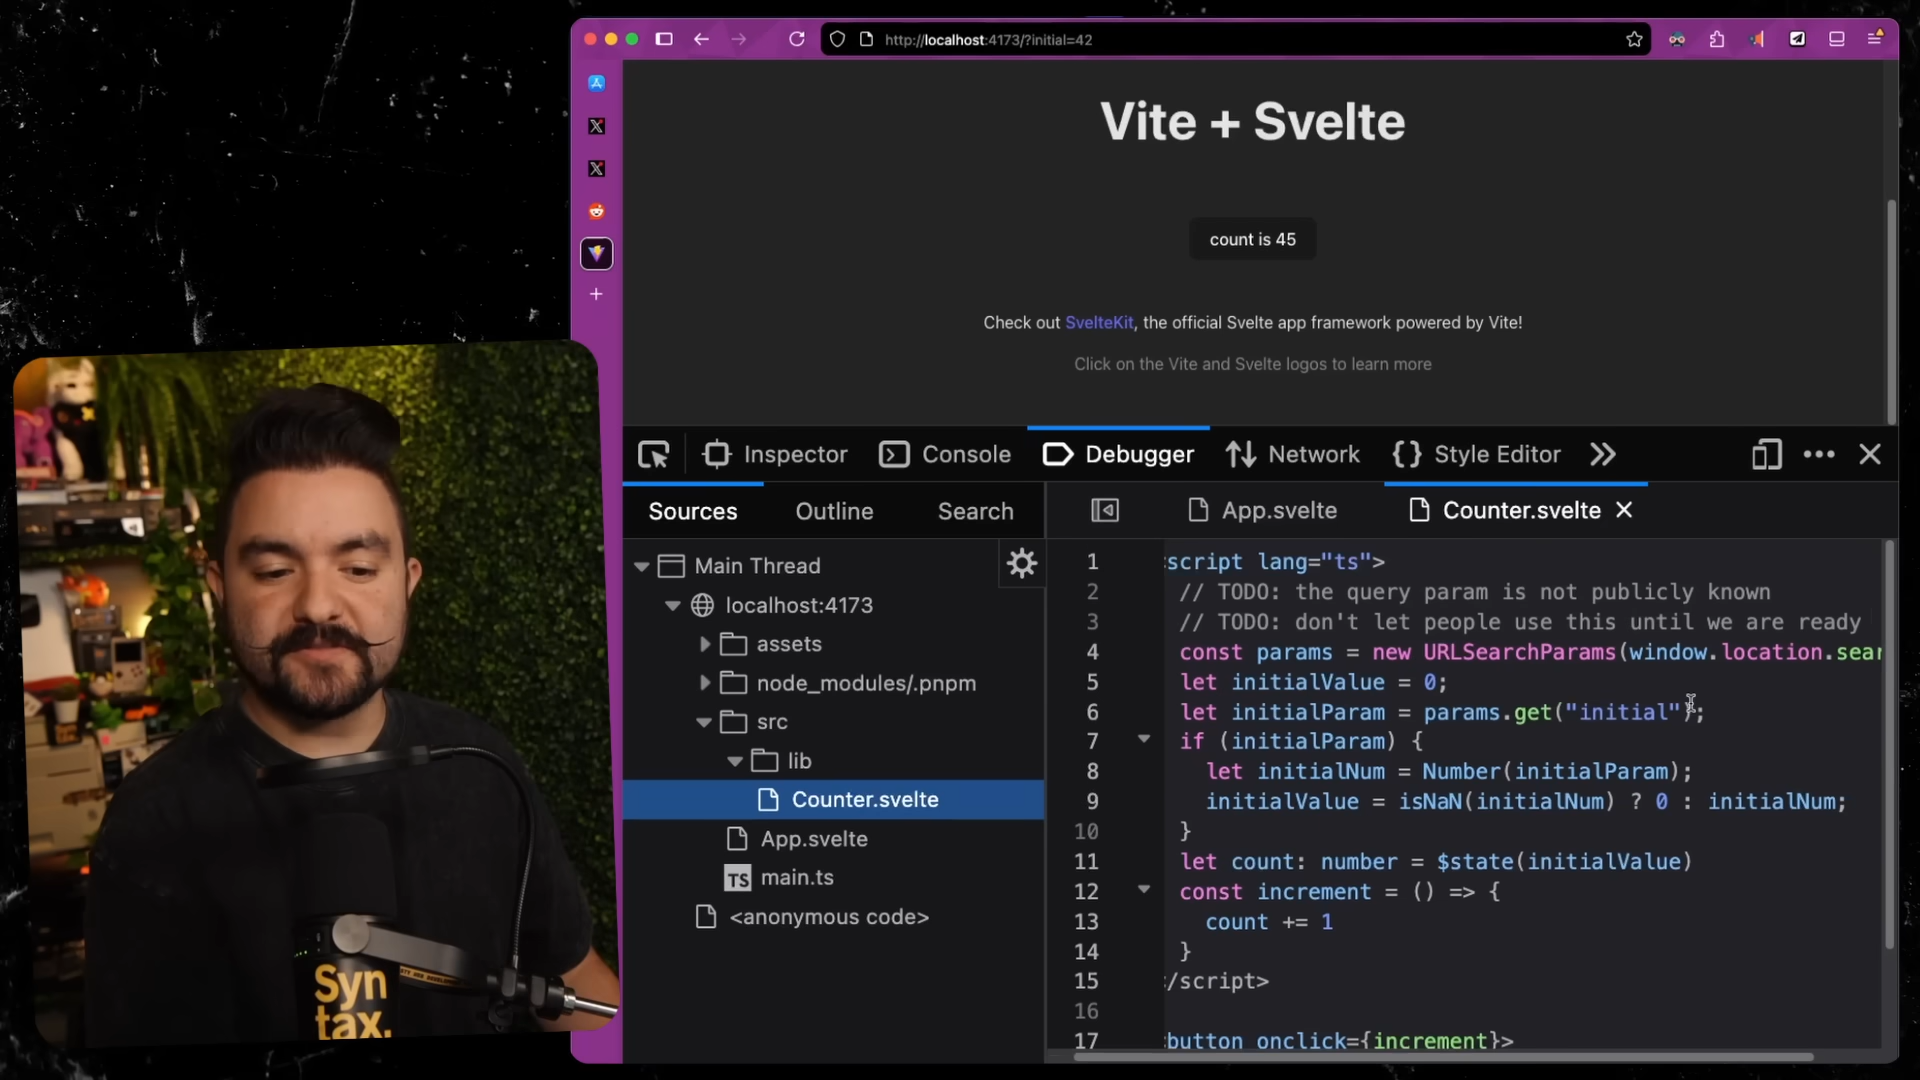 http://localhost:4173/?initial=42
Vite + Svelte
count is 45
Check out SvelteKit, the official Svelte app framework powered by Vite!
Click on the Vite and Svelte logos to learn more
Inspector Console Debugger Network {} Style Editor
Sources Outline Search
App.svelte Counter.svelte
Main Thread
localhost:4173
assets
node_modules/.pnpm
src
lib
Counter.svelte
App.svelte
TS main.ts
<anonymous code>
1 script lang="ts">
2 // TODO: the query param is not publicly known
3 // TODO: don't let people use this until we are ready
4 const params = new URLSearchParams(window.location.sear
5 let initialValue = 0;
6 let initialParam = params.get("initial");
7 if (initialParam) {
8 let initialNum = Number(initialParam);
9 initialValue = isNaN(initialNum) ? 0 : initialNum;
10 }
11 let count: number = $state(initialValue)
12 const increment = () => {
13 count += 1
14 }
15 /script>
16
17 button onclick={increment}>
Syn
tax.